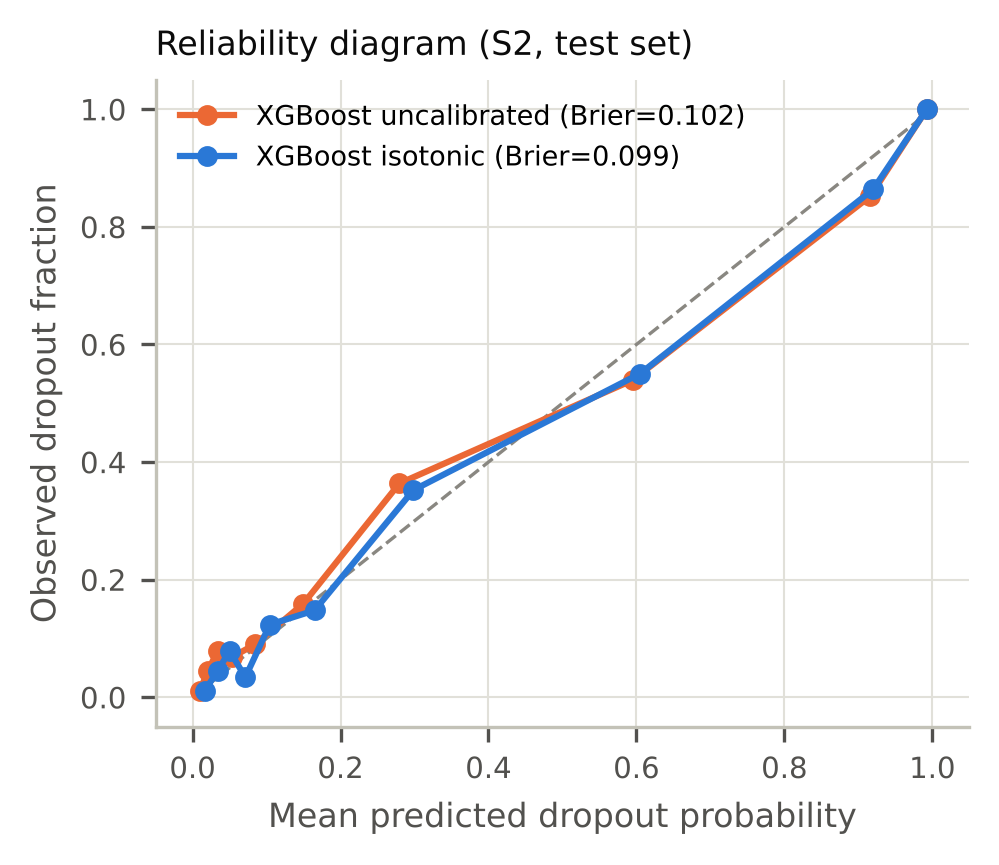 Reliability diagram (S2, test set)
XGBoost uncalibrated (Brier=0.102)
XGBoost isotonic (Brier=0.099)
Observed dropout fraction
1.0
0.8
0.6
0.4
0.2
0.0
0.0 0.2 0.4 0.6 0.8 1.0
Mean predicted dropout probability